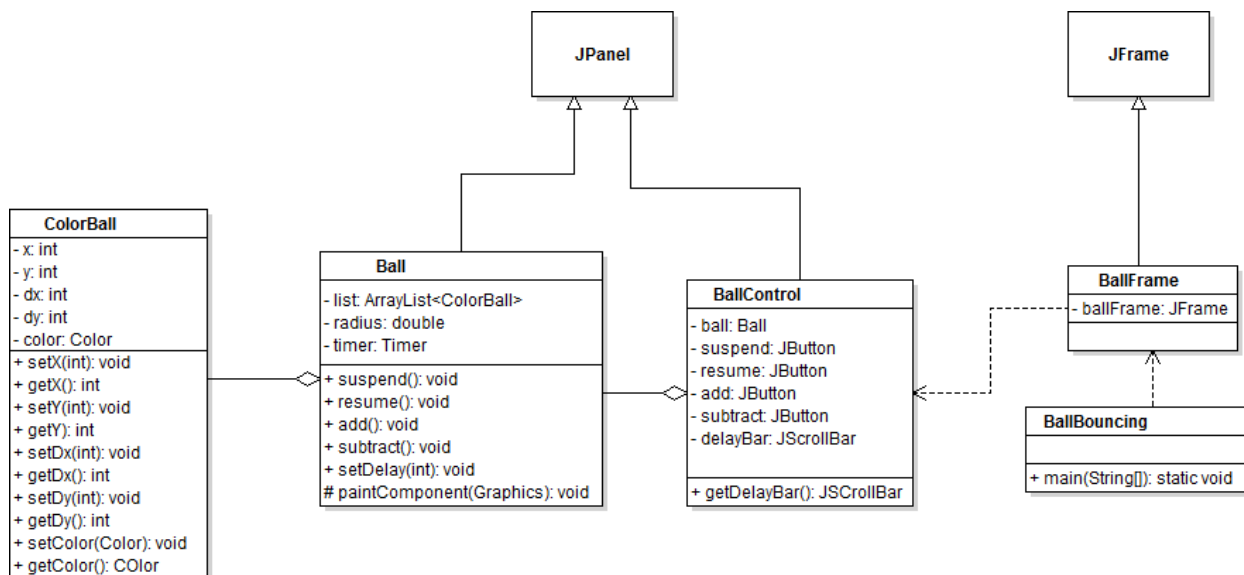 JPanel
JFrame
ColorBall
- x: int
- y: int
- dx: int
- dy: int
- color: Color
+ setX(int): void
+ getX(): int
+ setY(int): void
+ getY): int
+ setDx(int): void
+ getDx(): int
+ setDy(int): void
+ getDy(): int
+ setColor(Color): void
+ getColor(): COlor
Ball
- list: ArrayList<ColorBall>
- radius: double
- timer: Timer
+ suspend(): void
+ resume(): void
+ add(): void
+ subtract(): void
+ setDelay(int): void
# paintComponent(Graphics): void
BallControl
- ball: Ball
- suspend: JButton
- resume: JButton
- add: JButton
- subtract: JButton
- delayBar: JScrollBar
+ getDelayBar(): JSCrollBar
BallFrame
- ballFrame: JFrame
BallBouncing
+ main(String[]): static void